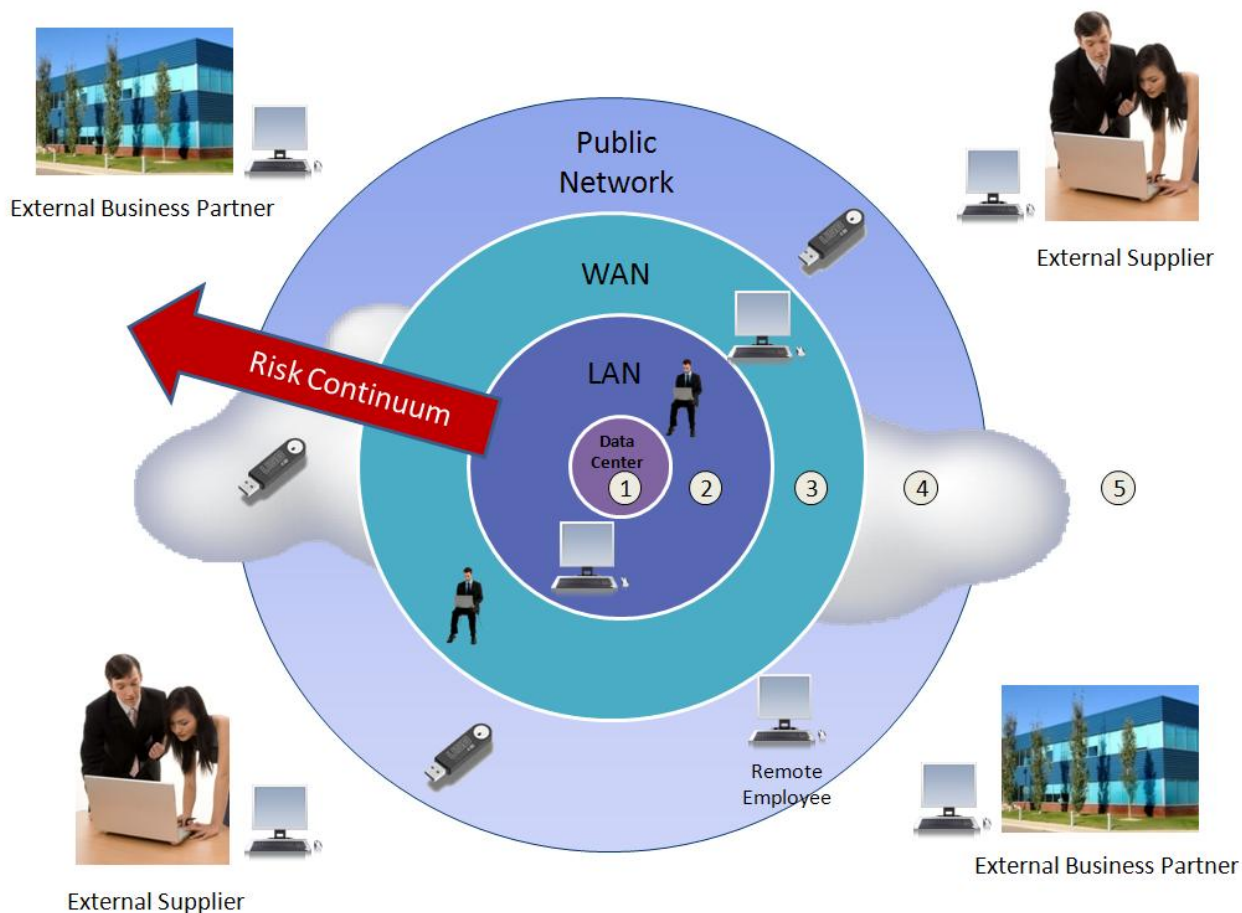 Public
Network
External Business Partner
External Supplier
WAN
Risk Continuum
LAN
Data
Center
1
2
3
4
5
Remote
Employee
External Business Partner
External Supplier